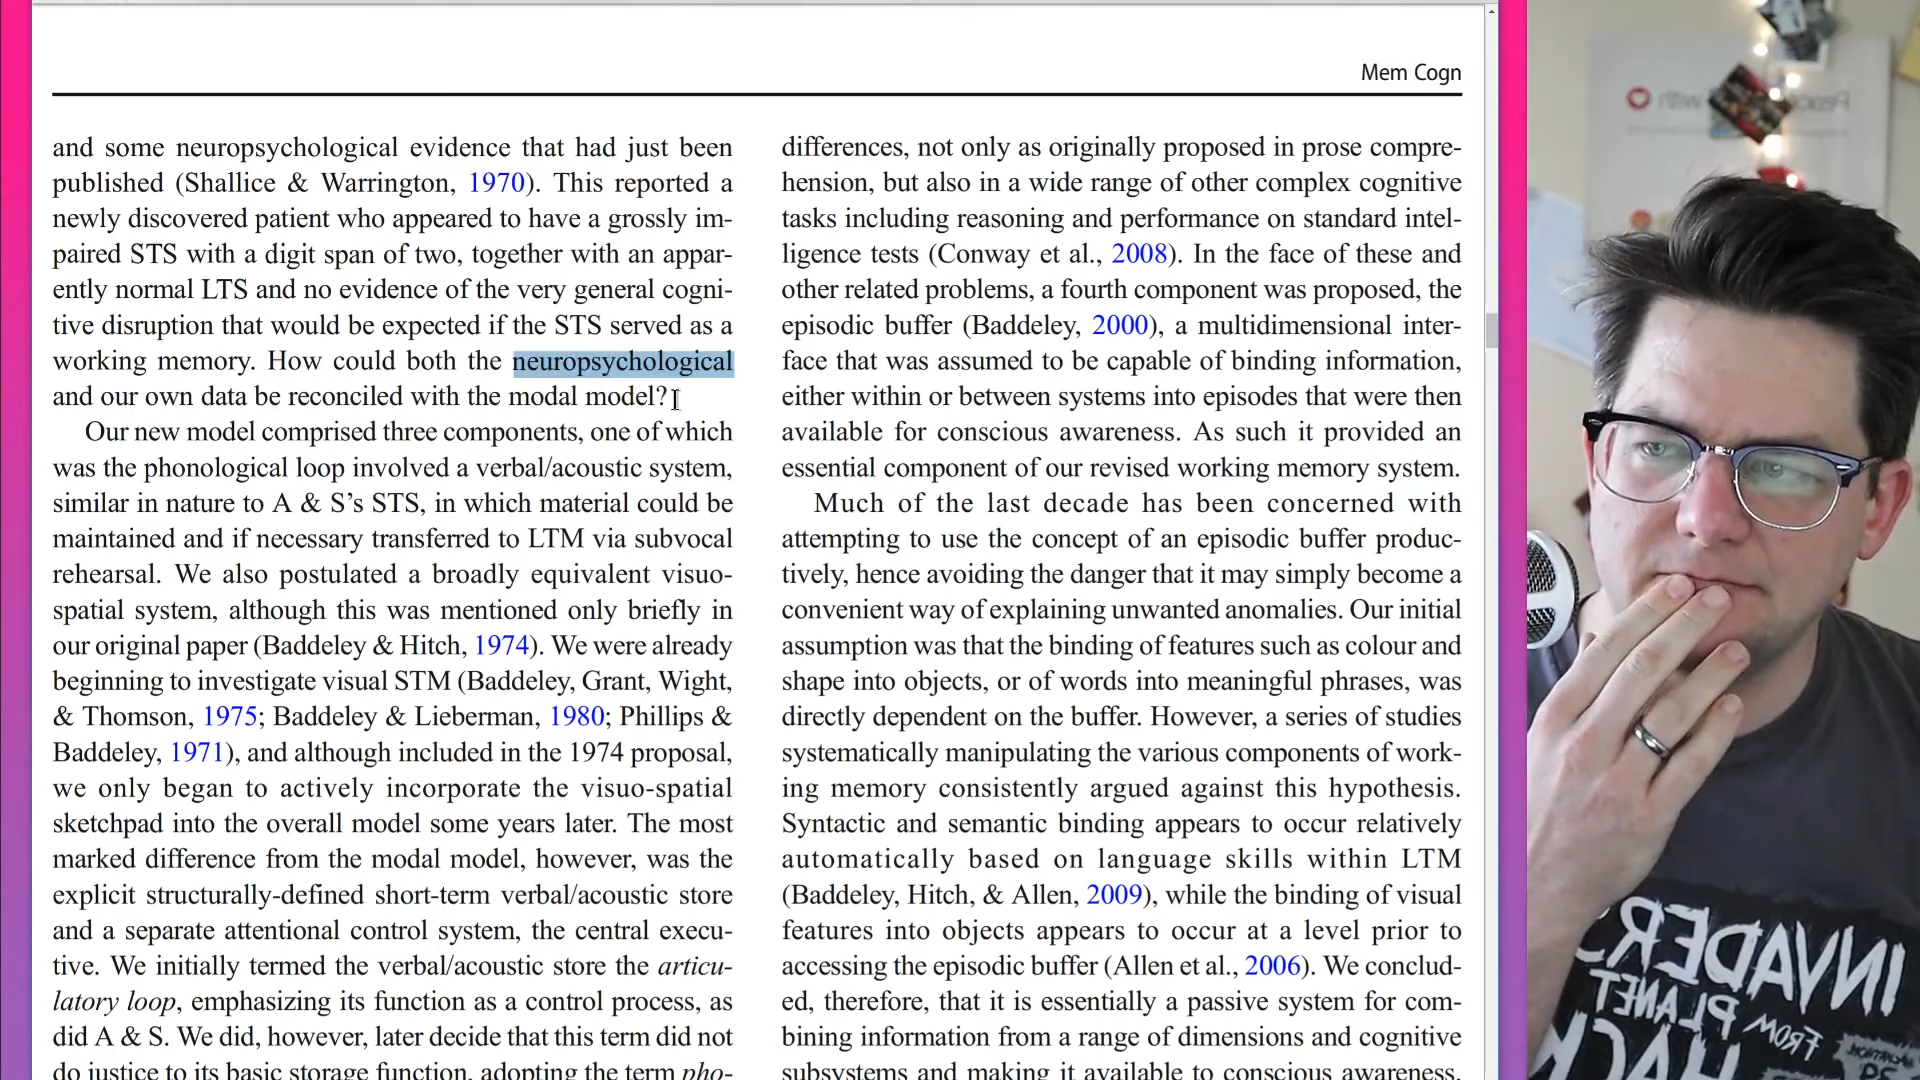 Mem Cogn
and some neuropsychological evidence that had just been
published (Shallice & Warrington, 1970). This reported a
newly discovered patient who appeared to have a grossly im-
paired STS with a digit span of two, together with an appar-
ently normal LTS and no evidence of the very general cogni-
tive disruption that would be expected if the STS served as a
working memory. How could both the neuropsychological
and our own data be reconciled with the modal model?
Our new model comprised three components, one of which
was the phonological loop involved a verbal/acoustic system,
similar in nature to A & S’s STS, in which material could be
maintained and if necessary transferred to LTM via subvocal
rehearsal. We also postulated a broadly equivalent visuo-
spatial system, although this was mentioned only briefly in
our original paper (Baddeley & Hitch, 1974). We were already
beginning to investigate visual STM (Baddeley, Grant, Wight,
& Thomson, 1975; Baddeley & Lieberman, 1980; Phillips &
Baddeley, 1971), and although included in the 1974 proposal,
we only began to actively incorporate the visuo-spatial
sketchpad into the overall model some years later. The most
marked difference from the modal model, however, was the
explicit structurally-defined short-term verbal/acoustic store
and a separate attentional control system, the central execu-
tive. We initially termed the verbal/acoustic store the articu-
latory loop, emphasizing its function as a control process, as
did A & S. We did, however, later decide that this term did not
do justice to its basic storage function, adopting the term pho-
differences, not only as originally proposed in prose compre-
hension, but also in a wide range of other complex cognitive
tasks including reasoning and performance on standard intel-
ligence tests (Conway et al., 2008). In the face of these and
other related problems, a fourth component was proposed, the
episodic buffer (Baddeley, 2000), a multidimensional inter-
face that was assumed to be capable of binding information,
either within or between systems into episodes that were then
available for conscious awareness. As such it provided an
essential component of our revised working memory system.
Much of the last decade has been concerned with
attempting to use the concept of an episodic buffer produc-
tively, hence avoiding the danger that it may simply become a
convenient way of explaining unwanted anomalies. Our initial
assumption was that the binding of features such as colour and
shape into objects, or of words into meaningful phrases, was
directly dependent on the buffer. However, a series of studies
systematically manipulating the various components of work-
ing memory consistently argued against this hypothesis.
Syntactic and semantic binding appears to occur relatively
automatically based on language skills within LTM
(Baddeley, Hitch, & Allen, 2009), while the binding of visual
features into objects appears to occur at a level prior to
accessing the episodic buffer (Allen et al., 2006). We conclud-
ed, therefore, that it is essentially a passive system for com-
bining information from a range of dimensions and cognitive
subsystems and making it available to conscious awareness.
INVADERS
FROM PLANET
HACK